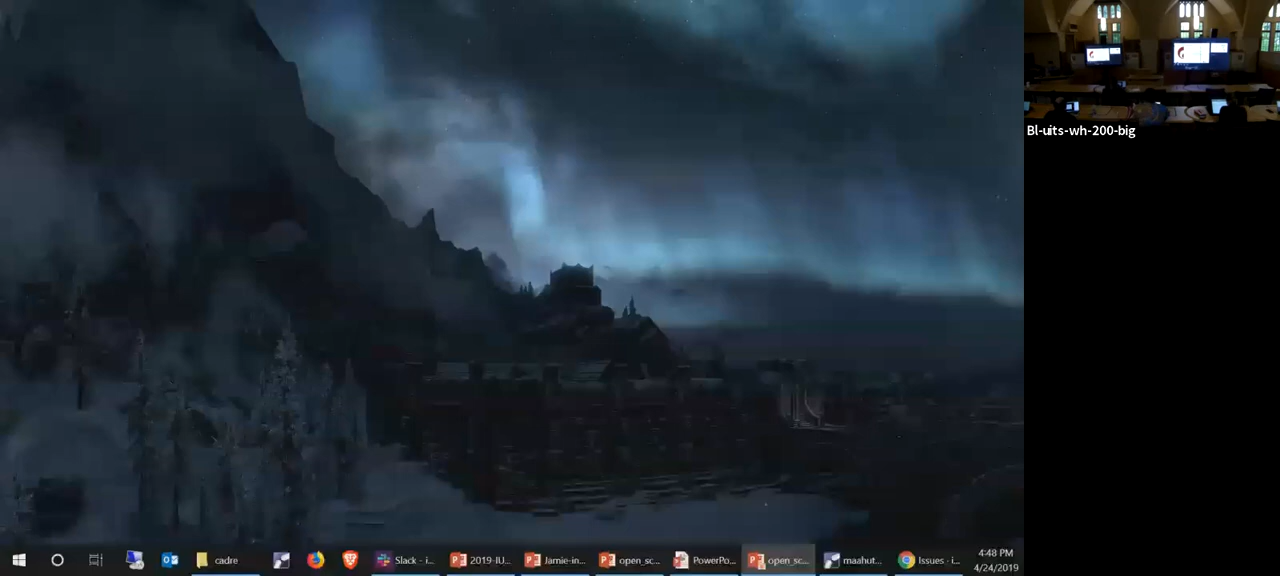 Bl-uits-wh-200-big
cadre
Slack - i...
2019-IU...
Jamie-in...
open_sc...
PowerPo...
open_sc...
maahut...
Issues - i...
4:48 PM
4/24/2019